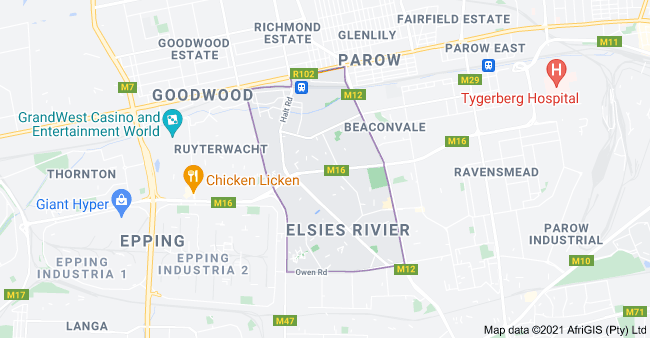 FAIRFIELD ESTATE
RICHMOND
ESTATE
GLENLILY
GOODWOOD
ESTATE
PAROW EAST
M11
PAROW
R102
M29
M7
Tygerberg Hospital
GOODWOOD
M12
Halt Rd
GrandWest Casino and
Entertainment World
BEACONVALE
M16
RUYTERWACHT
THORNTON
Chicken Licken
M16
RAVENSMEAD
Giant Hyper
M16
ELSIES RIVIER
PAROW
INDUSTRIAL
EPPING
EPPING
INDUSTRIA 1
EPPING
INDUSTRIA 2
Owen Rd
M12
M10
M17
M71
LANGA
M47
Map data ©2021 AfriGIS (Pty) Ltd